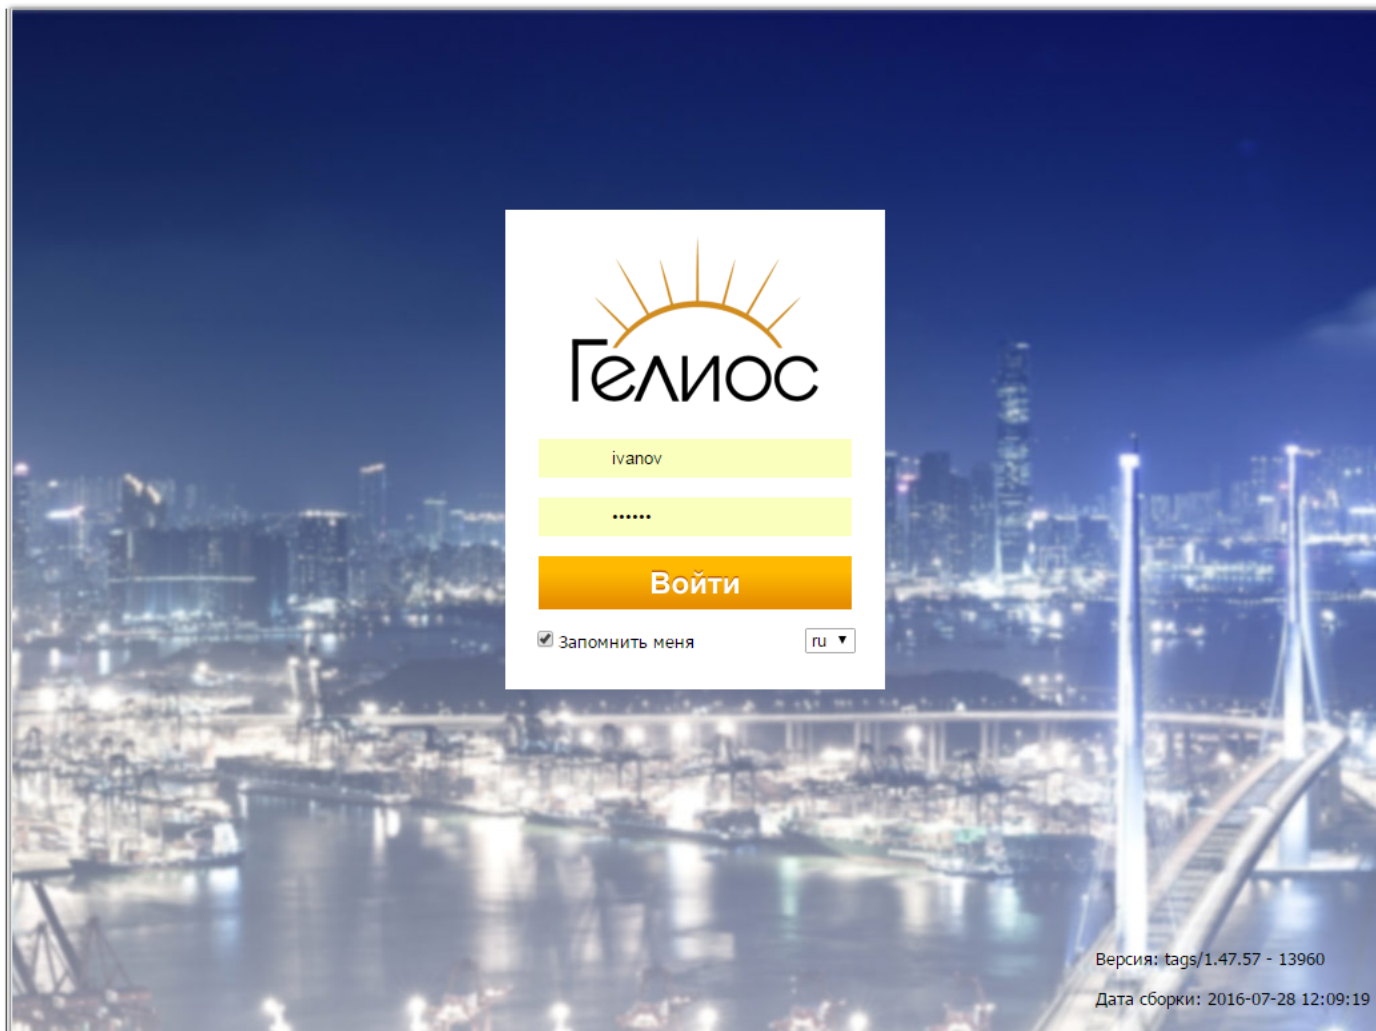 Гелиос
ivanov
••••••
Войти
Запомнить меня
ru
Версия: tags/1.47.57 - 13960
Дата сборки: 2016-07-28 12:09:19